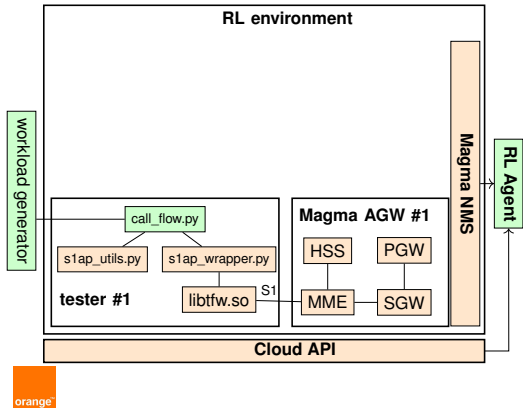 RL environment
workload generator
call_flow.py
s1ap_utils.py
s1ap_wrapper.py
tester #1
libtfw.so
S1
Magma AGW #1
HSS
PGW
MME
SGW
Magma NMS
RL Agent
Cloud API
orange™